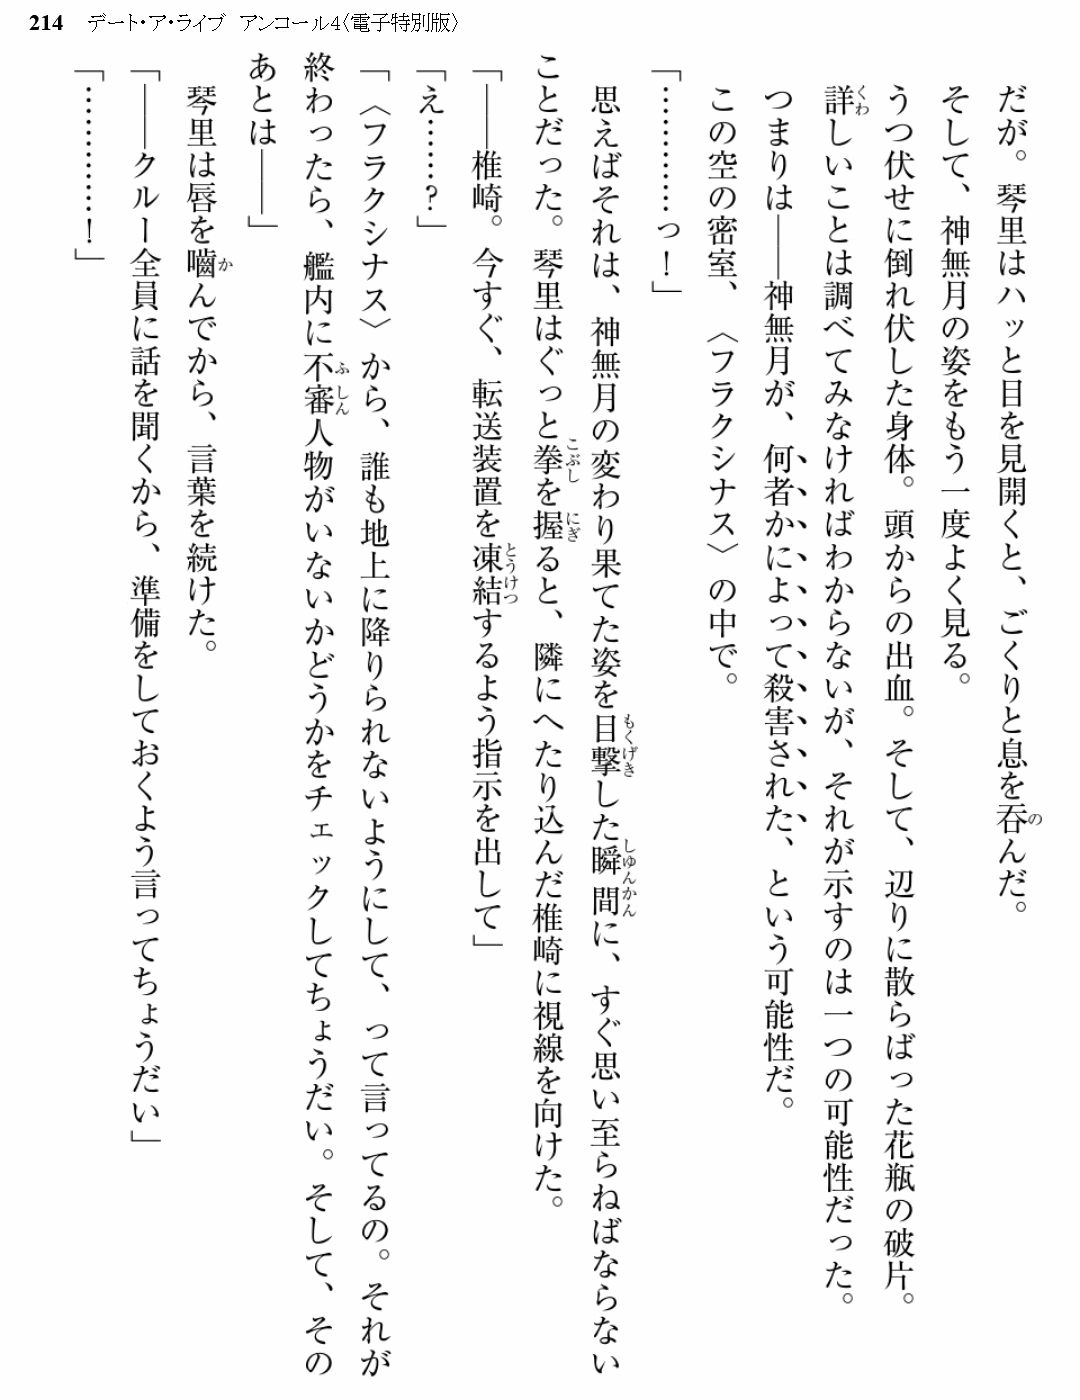 214 デート・ア・ライブ アンコール4〈電子特別版〉
だが。琴里はハッと目を見開くと、ごくりと息を呑んだ。
そして、神無月の姿をもう一度よく見る。
うつ伏せに倒れ伏した身体。頭からの出血。そして、辺りに散らばった花瓶の破片。
詳しいことは調べてみなければわからないが、それが示すのは一つの可能性だった。
つまりは――神無月が、何者かによって殺害された、という可能性だ。
この空の密室、〈フラクシナス〉の中で。
「…………っ！」
思えばそれは、神無月の変わり果てた姿を目撃した瞬間に、すぐ思い至らねばならない
ことだった。琴里はぐっと拳を握ると、隣にへたり込んだ椎崎に視線を向けた。
「――椎崎。今すぐ、転送装置を凍結するよう指示を出して」
「え……？」
「〈フラクシナス〉から、誰も地上に降りられないようにして、って言ってるの。それが
終わったら、艦内に不審人物がいないかどうかをチェックしてちょうだい。そして、その
あとは――」
琴里は唇を嚙んでから、言葉を続けた。
「――クルー全員に話を聞くから、準備をしておくよう言ってちょうだい」
「…………！」